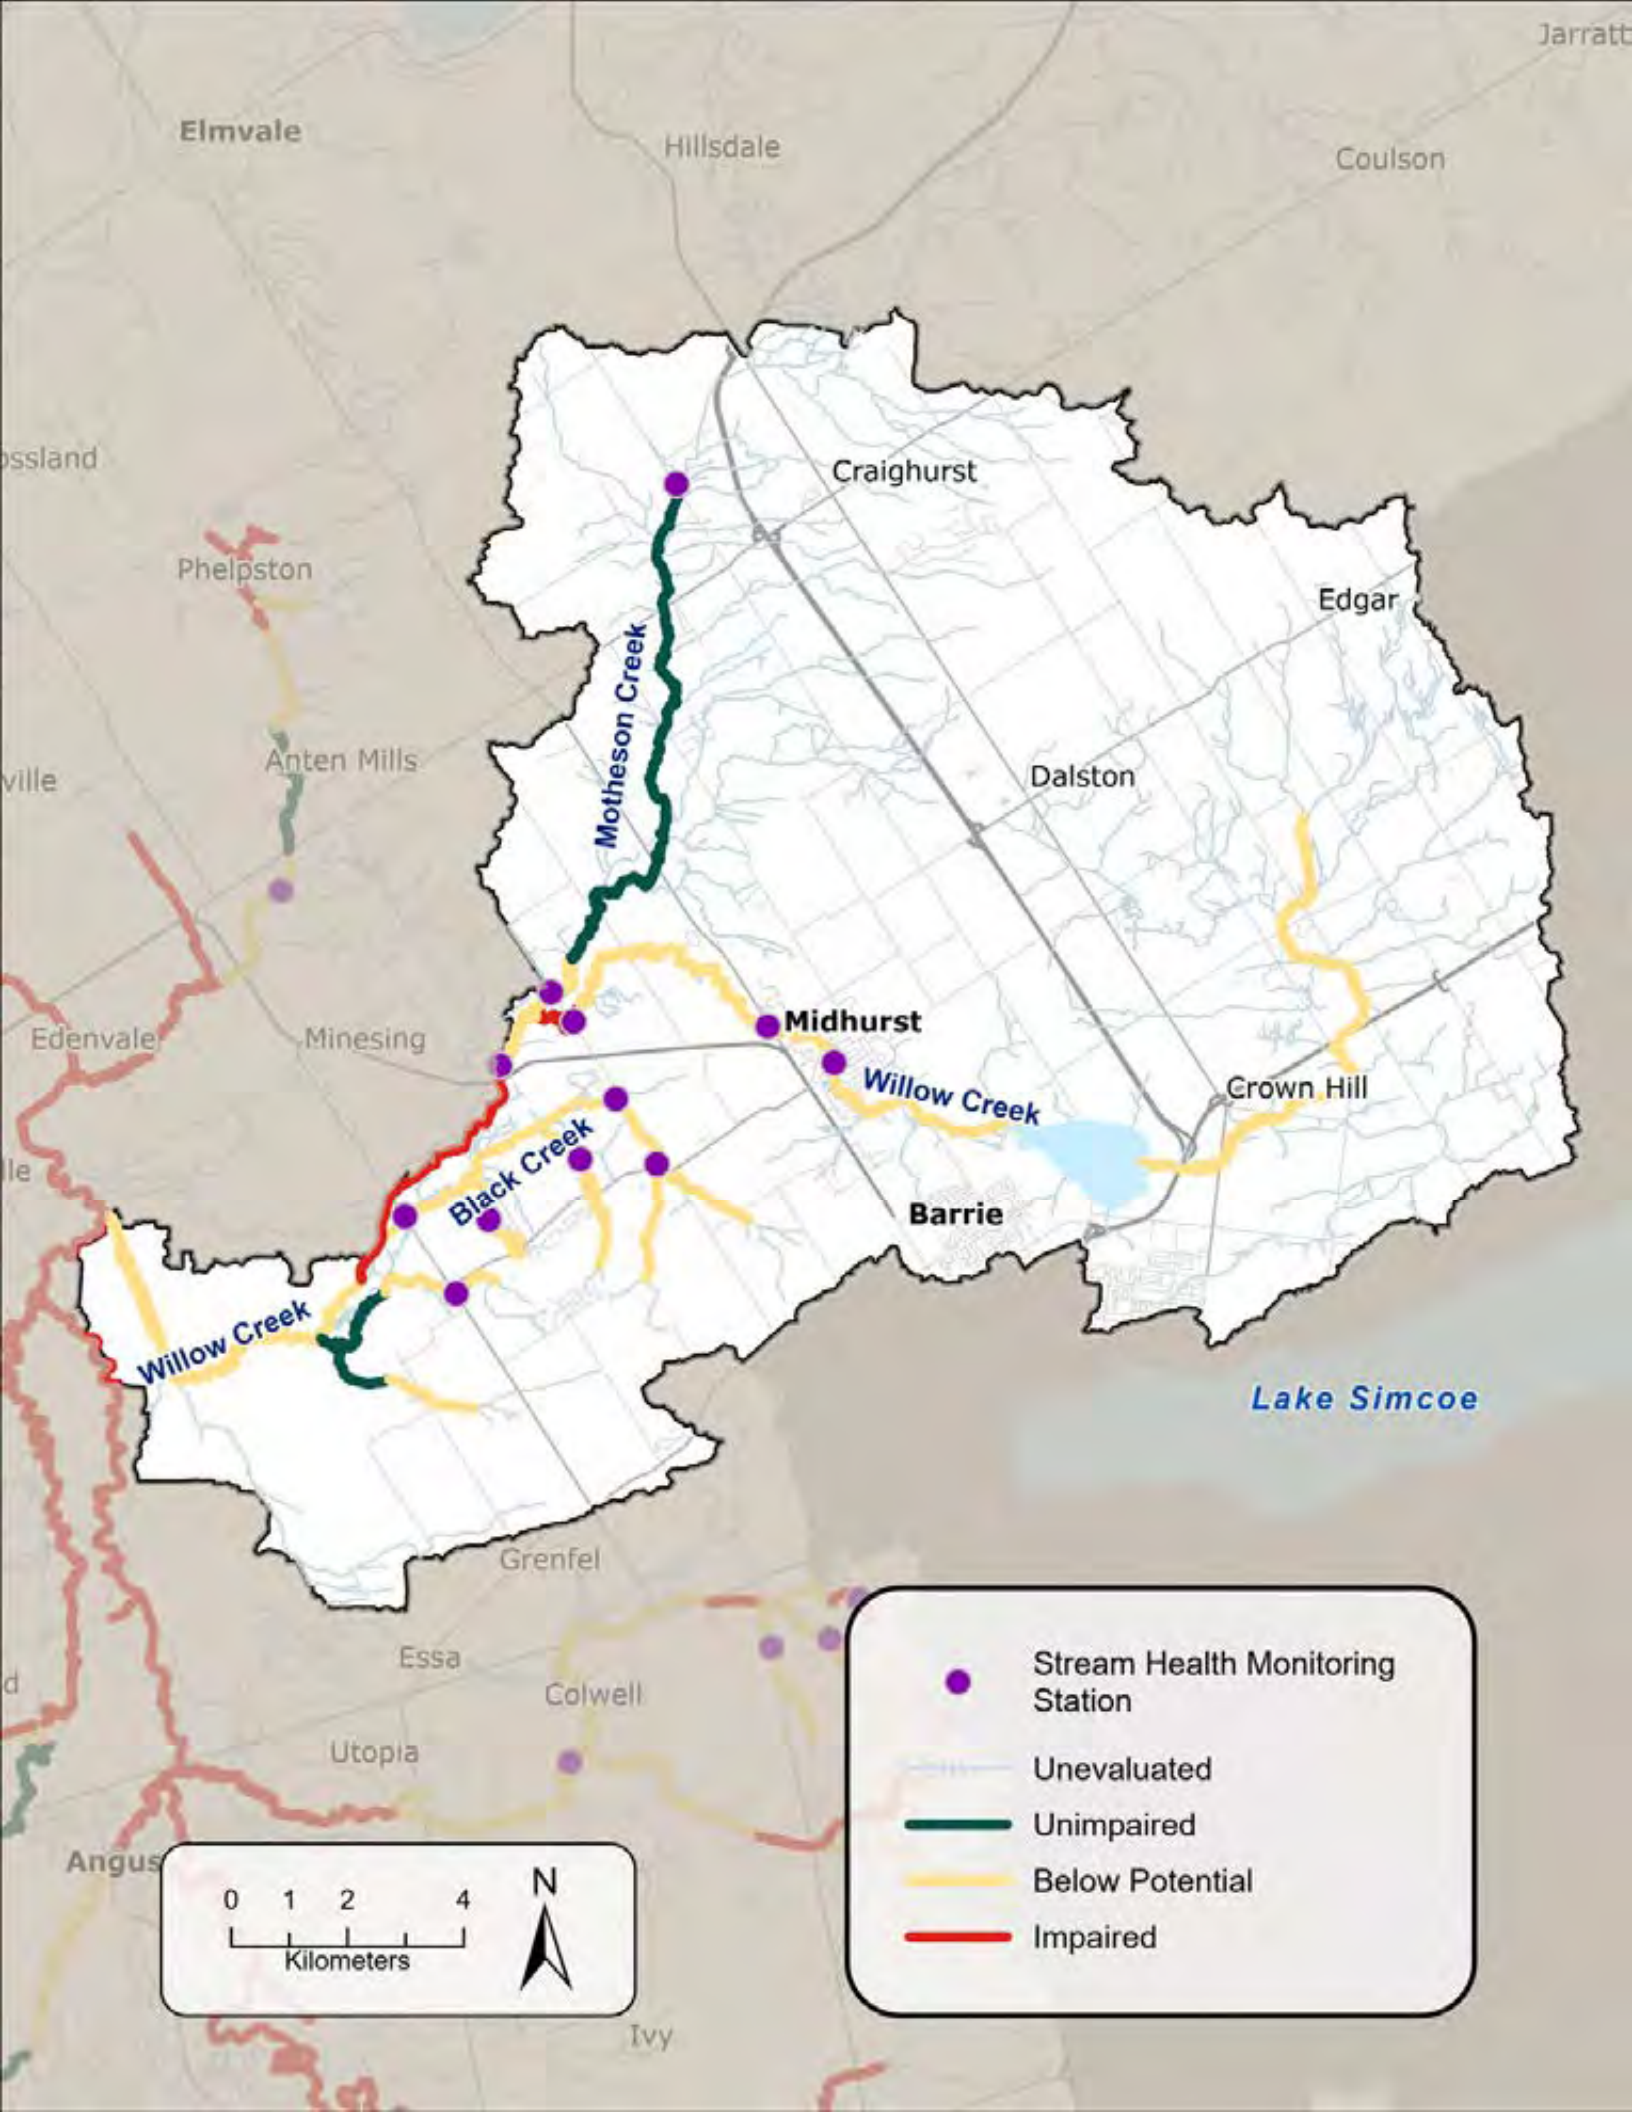 Jarratt
Elmvale
Hillsdale
Coulson
ossland
Craighurst
Phelpston
Edgar
Motheson Creek
Anten Mills
Dalston
ville
Edenvale
Minesing
Midhurst
Willow Creek
Crown Hill
Black Creek
lle
Barrie
Willow Creek
Lake Simcoe
Grenfel
Essa
Colwell
d
Utopia
Angus
Stream Health Monitoring
Station
Unevaluated
Unimpaired
Below Potential
Impaired
0 1 2 4
Kilometers
N
Ivy